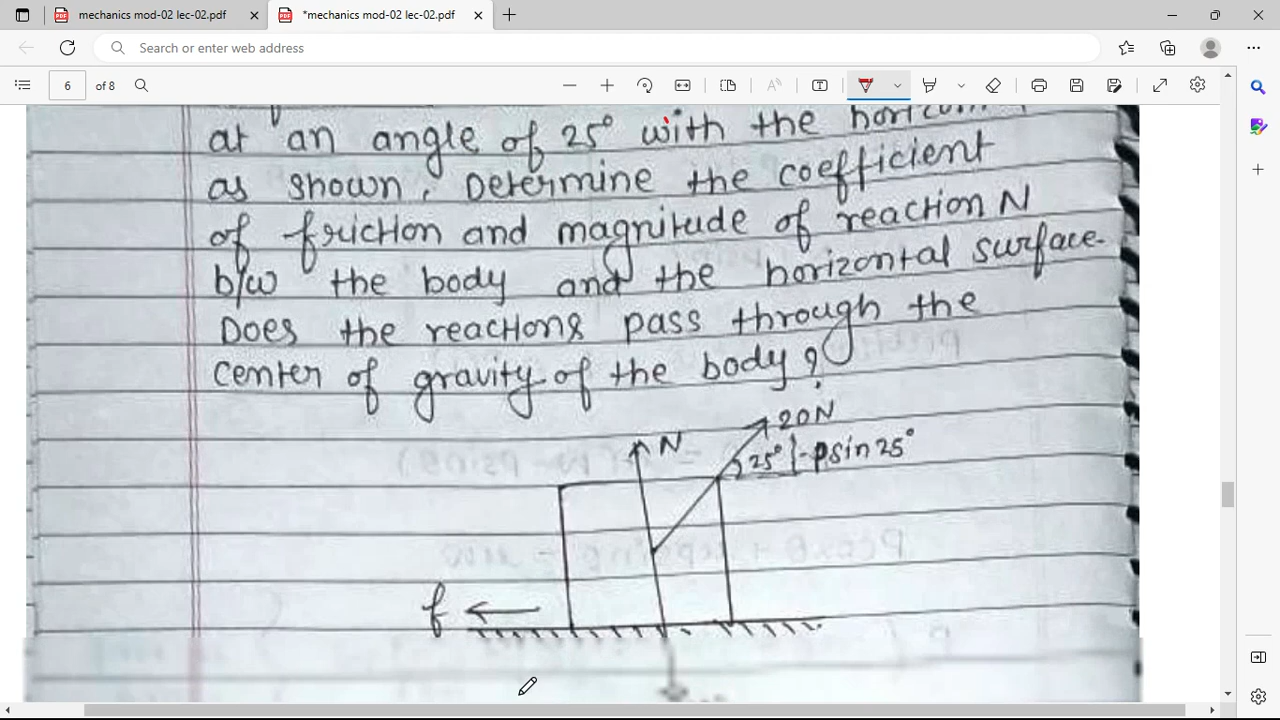 mechanics mod-02 lec-02.pdf
*mechanics mod-02 lec-02.pdf
Search or enter web address
6 of 8
at an angle of 25° with the
as shown. Determine the coefficient
of friction and magnitude of reaction N
b/w the body and the horizontal surface.
Does the reactions pass through the
center of gravity of the body?
20N
N
25° psin25°
f